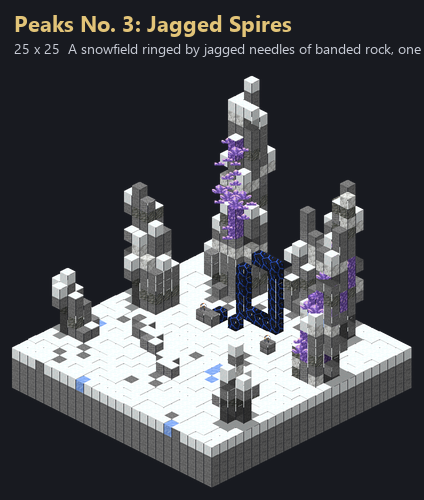 Peaks No. 3: Jagged Spires
25 x 25 A snowfield ringed by jagged needles of banded rock, one